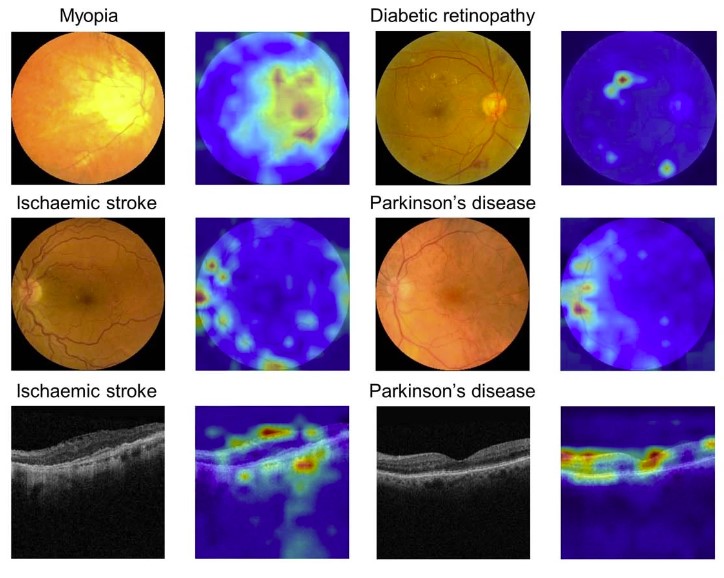 Myopia
Diabetic retinopathy
Ischaemic stroke
Parkinson's disease
Ischaemic stroke
Parkinson's disease